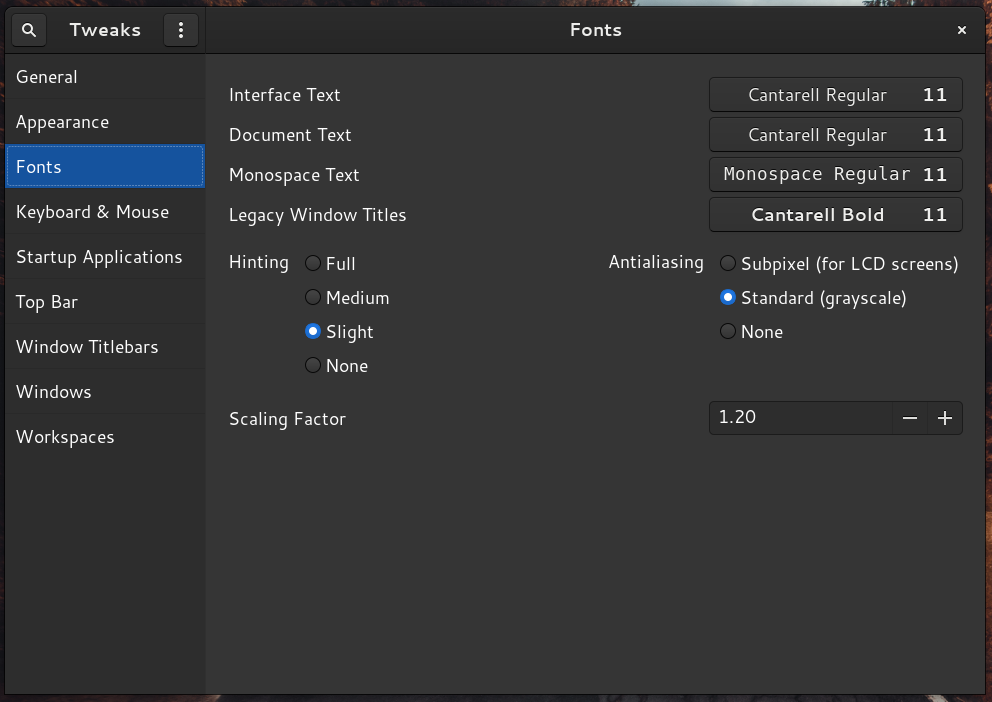 Tweaks
Fonts
General
Appearance
Fonts
Keyboard & Mouse
Startup Applications
Top Bar
Window Titlebars
Windows
Workspaces
Interface Text Cantarell Regular 11
Document Text Cantarell Regular 11
Monospace Text Monospace Regular 11
Legacy Window Titles Cantarell Bold 11
Hinting Full Antialiasing Subpixel (for LCD screens)
Medium Standard (grayscale)
Slight None
None
Scaling Factor 1.20